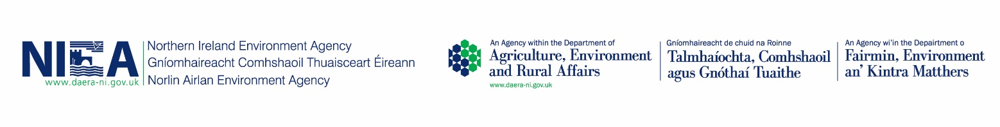 NIEA
www.daera-ni.gov.uk
Northern Ireland Environment Agency
Gníomhaireacht Comhshaoil Thuaisceart Éireann
Norlin Airlan Environment Agency
An Agency within the Department of
Agriculture, Environment
and Rural Affairs
www.daera-ni.gov.uk
Gníomhaireacht de chuid na Roinne
Talmhaíochta, Comhshaoil
agus Gnóthaí Tuaithe
An Agency wi'in the Depairtment o
Fairmin, Environment
an' Kintra Matthers